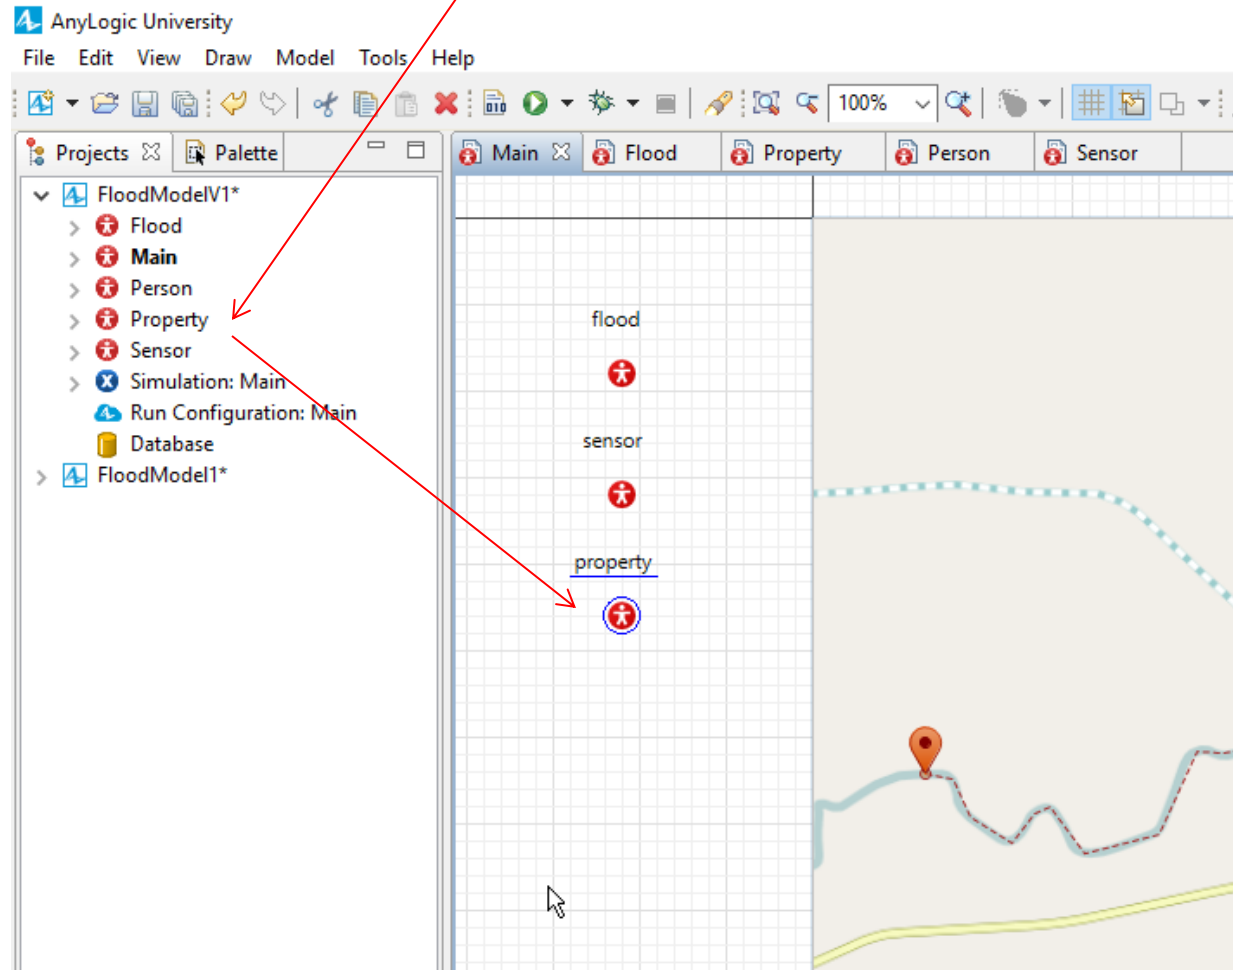 AnyLogic University
File Edit View Draw Model Tools Help
010
100%
Projects Palette
Main Flood Property Person Sensor
FloodModelV1*
Flood
Main
Person
Property
Sensor
Simulation: Main
Run Configuration: Main
Database
FloodModel1*
flood
sensor
property